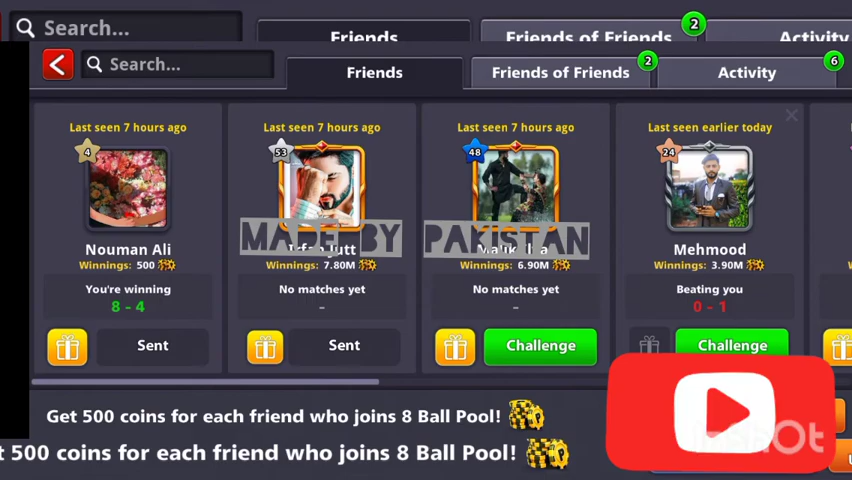 Search...
Friends
Friends of Friends
2
Activity
Search...
Friends
Friends of Friends
2
Activity
6
Last seen 7 hours ago
4
Nouman Ali
Winnings: 500
You're winning
8 - 4
Sent
Last seen 7 hours ago
53
Jutt
Winnings: 7.80M
No matches yet
-
Sent
Last seen 7 hours ago
48
Winnings: 6.90M
No matches yet
-
Challenge
Last seen earlier today
24
Mehmood
Winnings: 3.90M
Beating you
0 - 1
Challenge
MADE BY PAKISTAN
Get 500 coins for each friend who joins 8 Ball Pool!
500 coins for each friend who joins 8 Ball Pool!
InShot